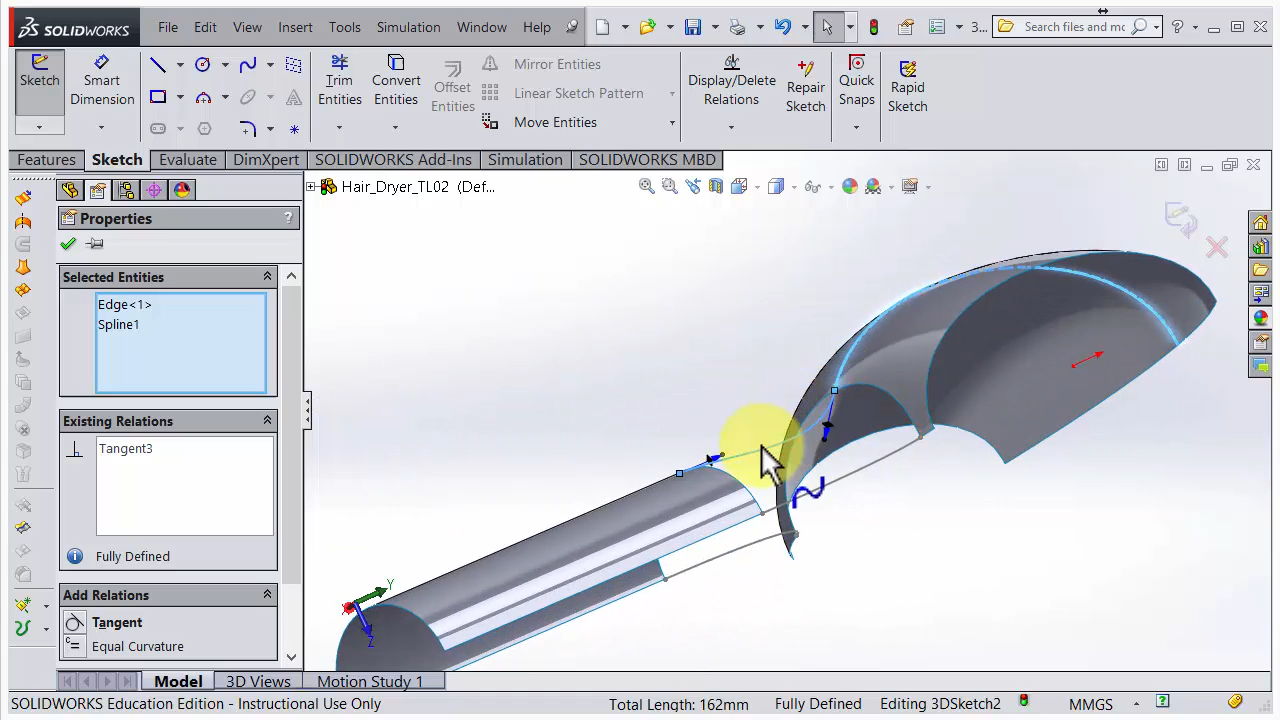 SOLIDWORKS File Edit View Insert Tools Simulation Window Help 3... Search files and mc ?
Sketch Smart Dimension Trim Entities Convert Entities Offset Entities Mirror Entities Linear Sketch Pattern Move Entities Display/Delete Relations Repair Sketch Quick Snaps Rapid Sketch
Features Sketch Evaluate DimXpert SOLIDWORKS Add-Ins Simulation SOLIDWORKS MBD
Hair_Dryer_TL02 (Def...
Properties ?
Selected Entities
Edge<1>
Spline1
Existing Relations
Tangent3
Fully Defined
Add Relations
Tangent
Equal Curvature
Y
Z
Model 3D Views Motion Study 1
SOLIDWORKS Education Edition - Instructional Use Only Total Length: 162mm Fully Defined Editing 3DSketch2 MMGS ?